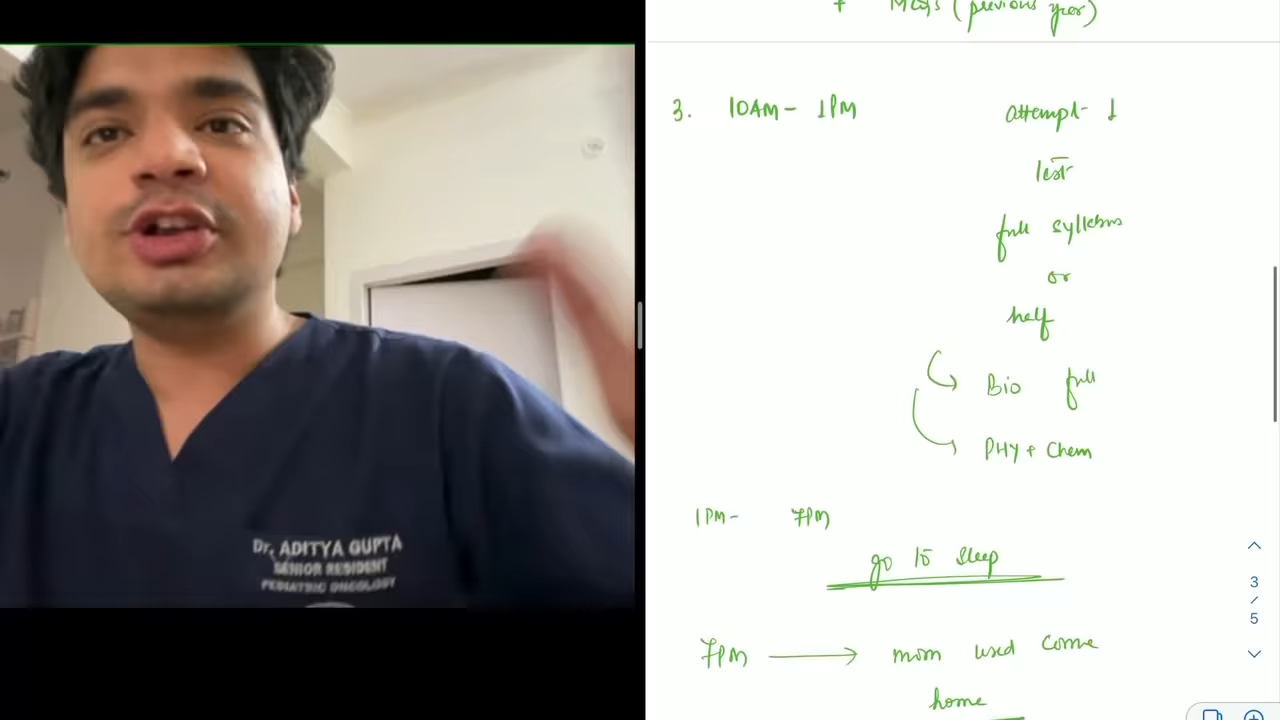 Dr. ADITYA GUPTA
SENIOR RESIDENT
PEDIATRIC ONCOLOGY
+ MCQs (previous year)
3. 10AM - 1PM attempt 1
test
full syllabus
or
half
Bio full
PHY + Chem
1PM - 7PM
go to sleep
7PM → mom used come
home
3
/
5